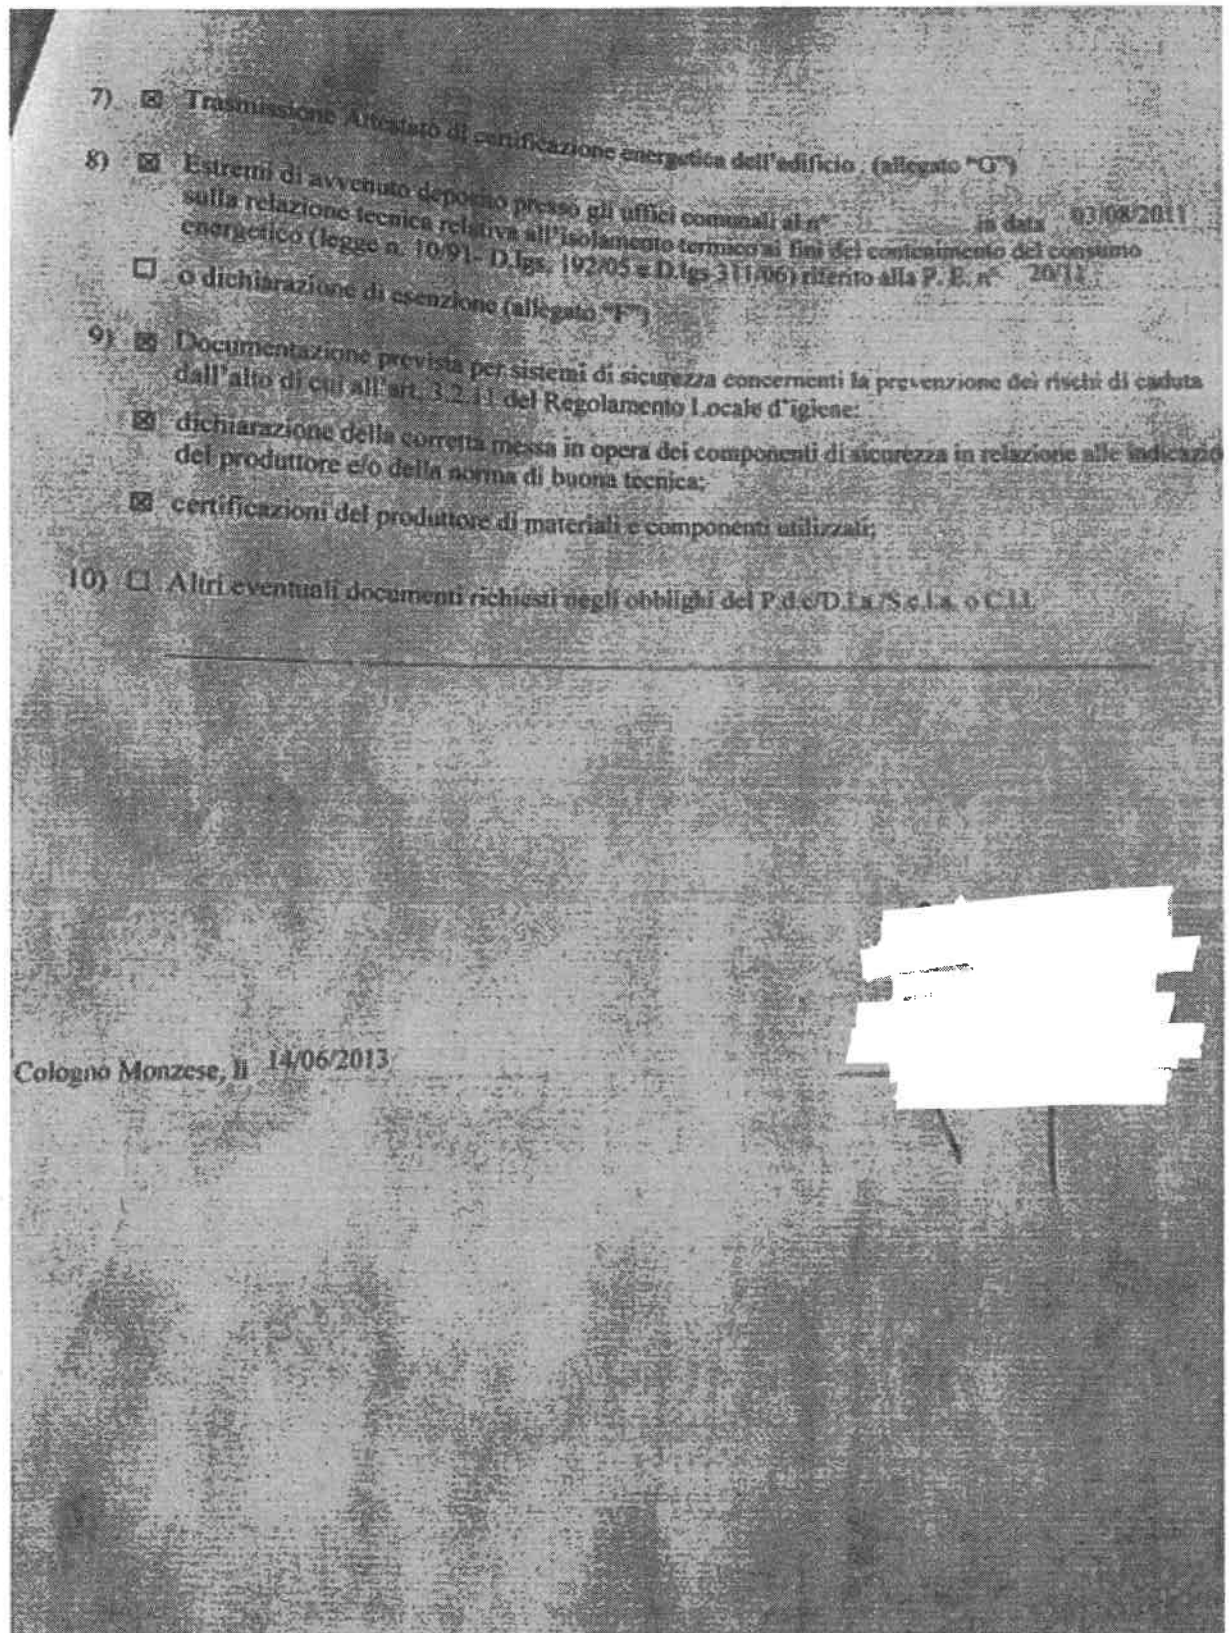 7) ☒ Trasmissione Attestato di certificazione energetica dell'edificio . (allegato "G")
8) ☒ Estremi di avvenuto deposito presso gli uffici comunali al n° in data 03/08/2011
sulla relazione tecnica relativa all'isolamento termico ai fini del contenimento del consumo
energetico (legge n. 10/91- D.lgs. 192/05 e D.lgs 311/06) riferito alla P. E. n° 20/11
☐ o dichiarazione di esenzione (allegato "F")
9) ☒ Documentazione prevista per sistemi di sicurezza concernenti la prevenzione dei rischi di caduta
dall'alto di cui all'art. 3.2.11 del Regolamento Locale d'igiene:
☒ dichiarazione della corretta messa in opera dei componenti di sicurezza in relazione alle indicazio
del produttore e/o della norma di buona tecnica;
☒ certificazioni del produttore di materiali e componenti utilizzali;
10) ☐ Altri eventuali documenti richiesti negli obblighi del P.d.c/D.I.a./S.c.i.a. o C.I.I.
Cologno Monzese, li 14/06/2013